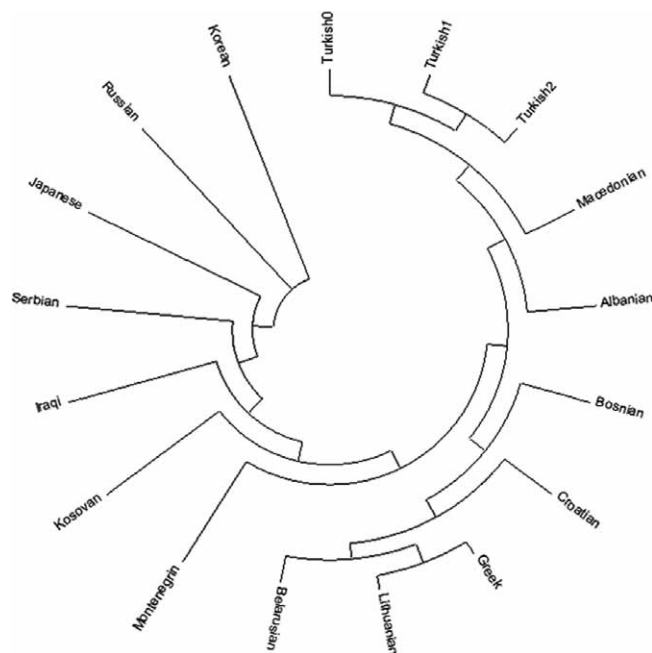 Turkish0
Turkish1
Turkish2
Macedonian
Albanian
Bosnian
Croatian
Greek
Lithuanian
Belarusian
Montenegrin
Kosovan
Iraqi
Serbian
Japanese
Russian
Korean